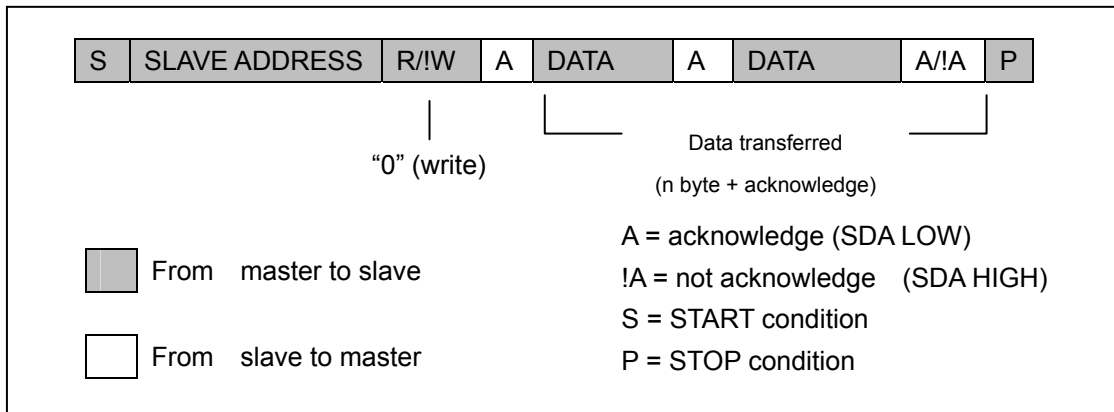 S SLAVE ADDRESS R/!W A DATA A DATA A/!A P
“0” (write)
Data transferred
(n byte + acknowledge)
A = acknowledge (SDA LOW)
!A = not acknowledge (SDA HIGH)
S = START condition
P = STOP condition
From master to slave
From slave to master